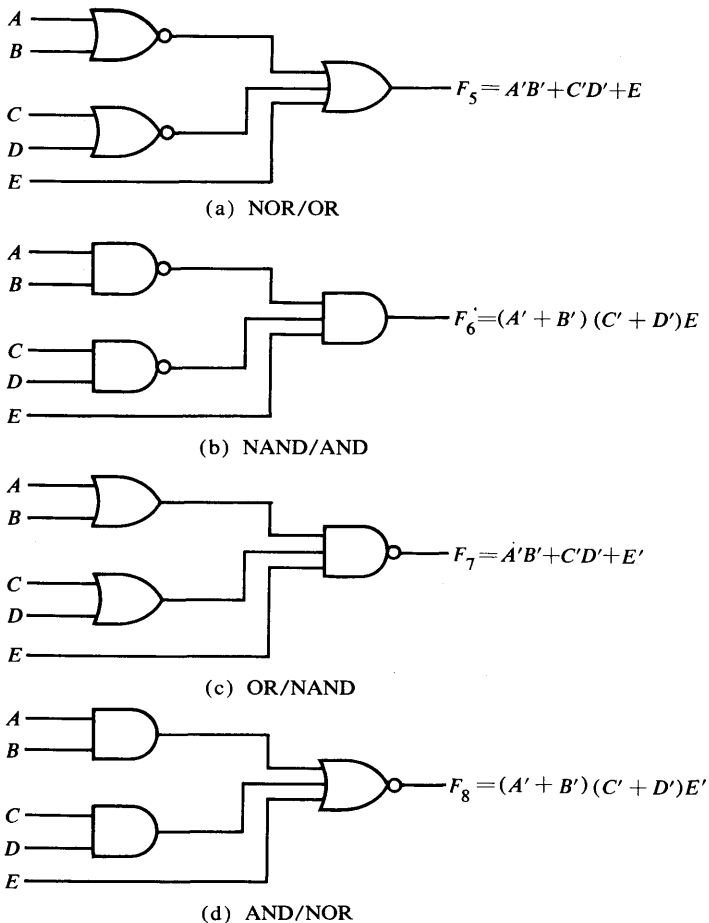 A
B
C
D
E
F5 = A'B' + C'D' + E
(a) NOR/OR
A
B
C
D
E
F6 = (A' + B') (C' + D')E
(b) NAND/AND
A
B
C
D
E
F7 = A'B' + C'D' + E'
(c) OR/NAND
A
B
C
D
E
F8 = (A' + B') (C' + D')E'
(d) AND/NOR